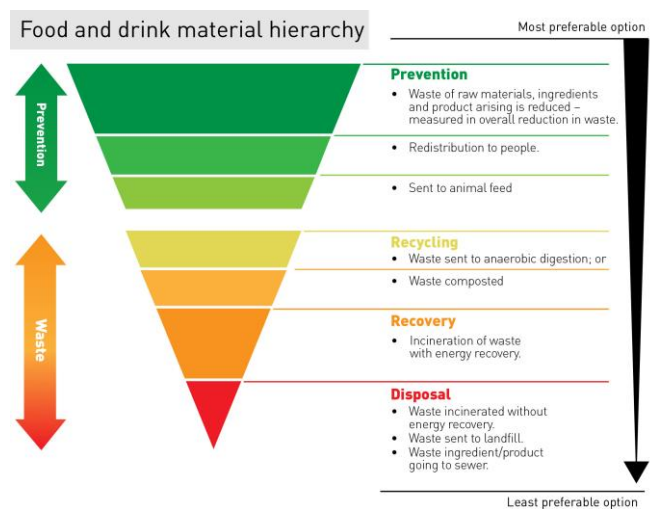 Food and drink material hierarchy
Most preferable option
Prevention
Prevention
• Waste of raw materials, ingredients
and product arising is reduced –
measured in overall reduction in waste.
• Redistribution to people.
• Sent to animal feed
Waste
Recycling
• Waste sent to anaerobic digestion; or
• Waste composted
Recovery
• Incineration of waste
with energy recovery.
Disposal
• Waste incinerated without
energy recovery.
• Waste sent to landfill.
• Waste ingredient/product
going to sewer.
Least preferable option